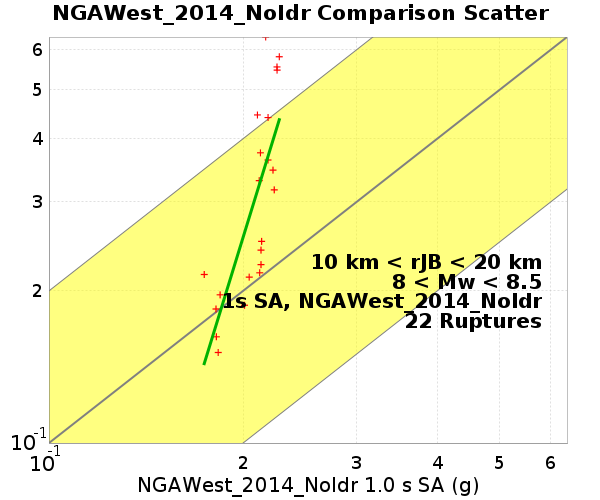 NGAWest_2014_NoIdr Comparison Scatter
6
5
4
3
2
10 km < rJB < 20 km
8 < Mw < 8.5
1s SA, NGAWest_2014_NoIdr
22 Ruptures
10-1
10-1 2 3 4 5 6
NGAWest_2014_NoIdr 1.0 s SA (g)